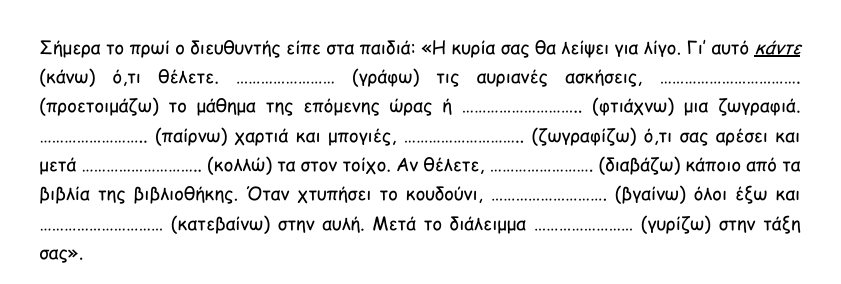 Σήμερα το πρωί ο διευθυντής είπε στα παιδιά: «Η κυρία σας θα λείψει για λίγο. Γι' αυτό κάντε
(κάνω) ό,τι θέλετε. …………………… (γράφω) τις αυριανές ασκήσεις, …………………………….
(προετοιμάζω) το μάθημα της επόμενης ώρας ή ……………………….. (φτιάχνω) μια ζωγραφιά.
…………………….. (παίρνω) χαρτιά και μπογιές, ……………………….. (ζωγραφίζω) ό,τι σας αρέσει και
μετά ……………………….. (κολλώ) τα στον τοίχο. Αν θέλετε, ……………………. (διαβάζω) κάποιο από τα
βιβλία της βιβλιοθήκης. Όταν χτυπήσει το κουδούνι, ………………………. (βγαίνω) όλοι έξω και
………………………… (κατεβαίνω) στην αυλή. Μετά το διάλειμμα …………………… (γυρίζω) στην τάξη
σας».